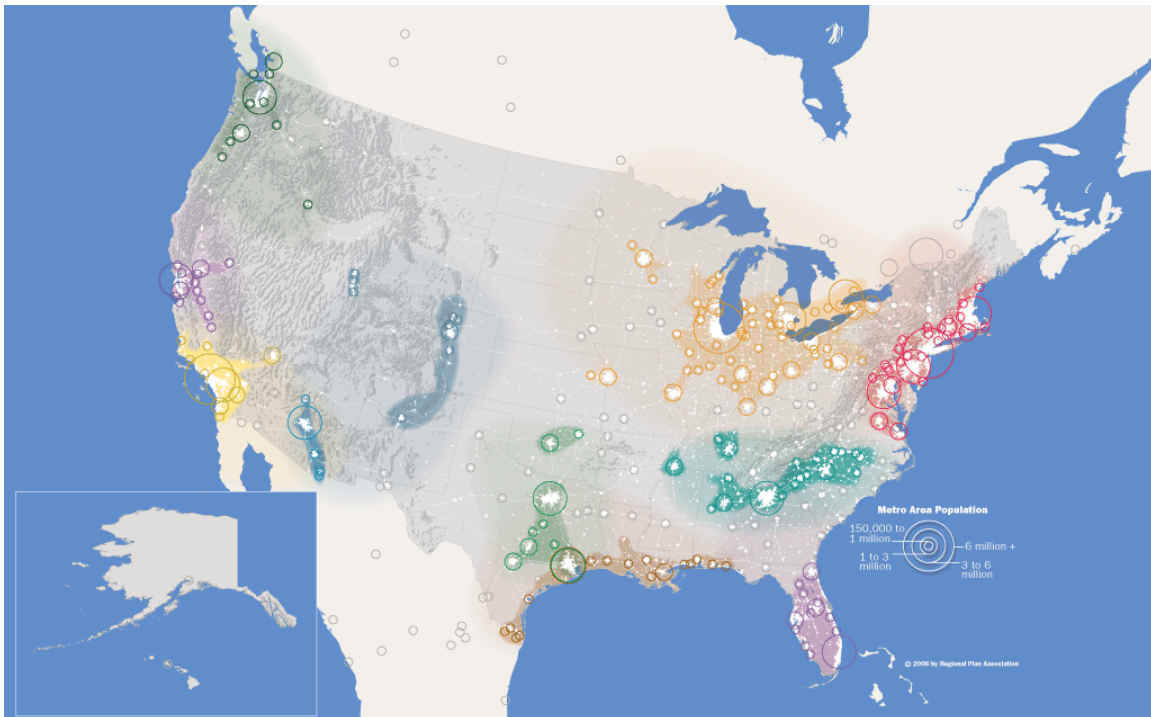 Metro Area Population
150,000 to
1 million
1 to 3
million
6 million +
3 to 6
million
© 2006 by Regional Plan Association